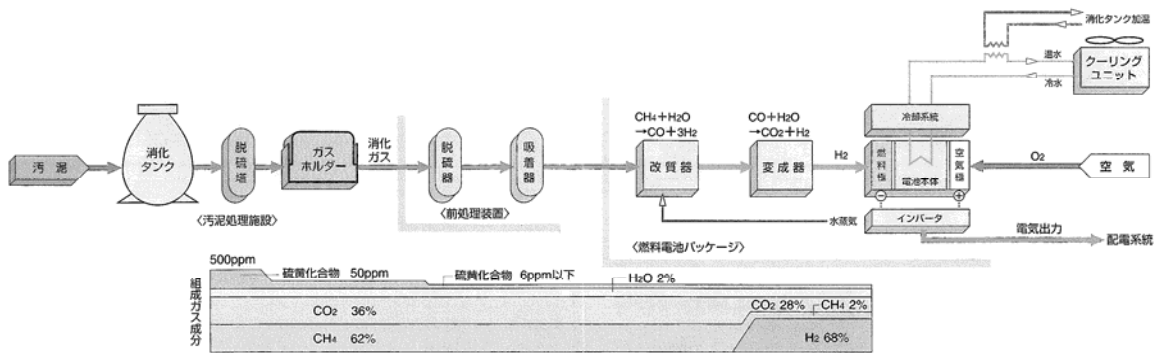 消化タンク加温
温水
冷水
クーリング
ユニット
冷却系統
汚泥
消化
タンク
脱硫塔
ガス
ホルダー
消化
ガス
脱硫器
吸着器
CH4+H2O
→CO+3H2
改質器
CO+H2O
→CO2+H2
変成器
H2
燃料極
電池本体
空気極
O2
空気
⊖
⊕
インバータ
水蒸気
電気出力
配電系統
〈汚泥処理施設〉
〈前処理装置〉
〈燃料電池パッケージ〉
500ppm
硫黄化合物 50ppm
硫黄化合物 6ppm以下
H2O 2%
組成ガス成分
CO2 36%
CO2 28%
CH4 2%
CH4 62%
H2 68%